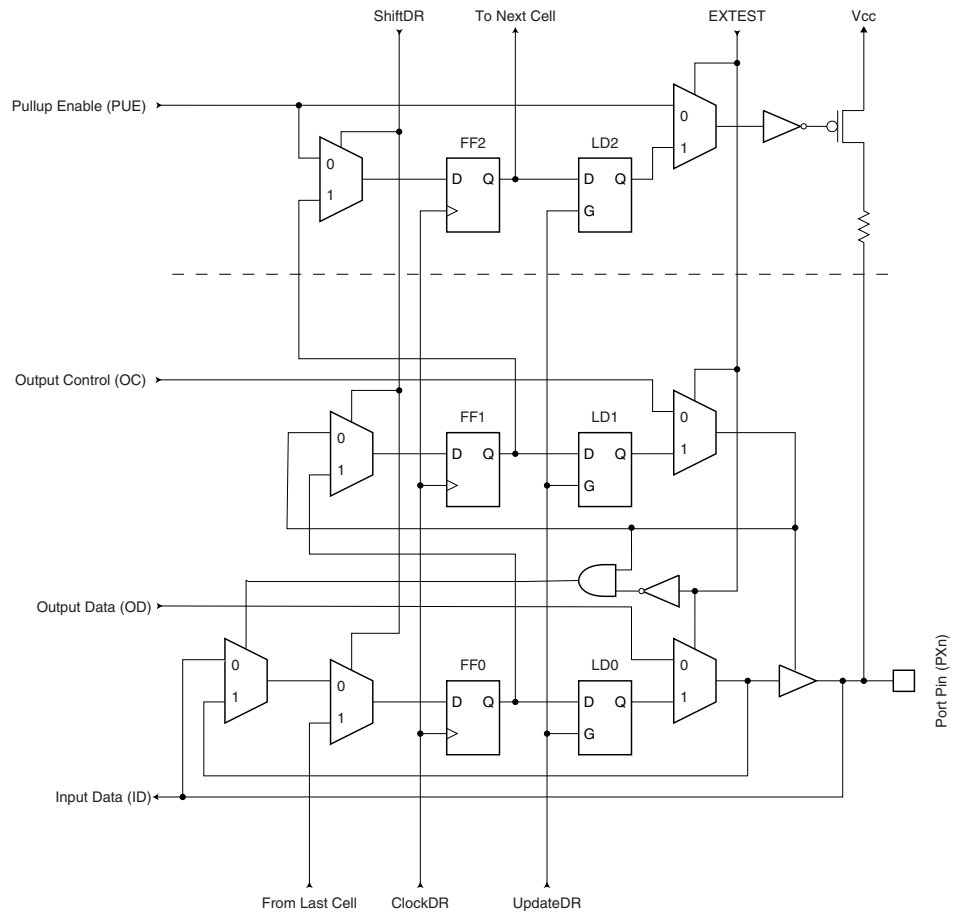 ShiftDR To Next Cell EXTEST Vcc
Pullup Enable (PUE)
0
1
FF2 LD2
0
1
D Q D Q
G
Output Control (OC)
0
1
FF1 LD1
0
1
D Q D Q
G
Output Data (OD)
0
1
0
1
FF0 LD0
0
1
D Q D Q
G
Port Pin (PXn)
Input Data (ID)
From Last Cell ClockDR UpdateDR